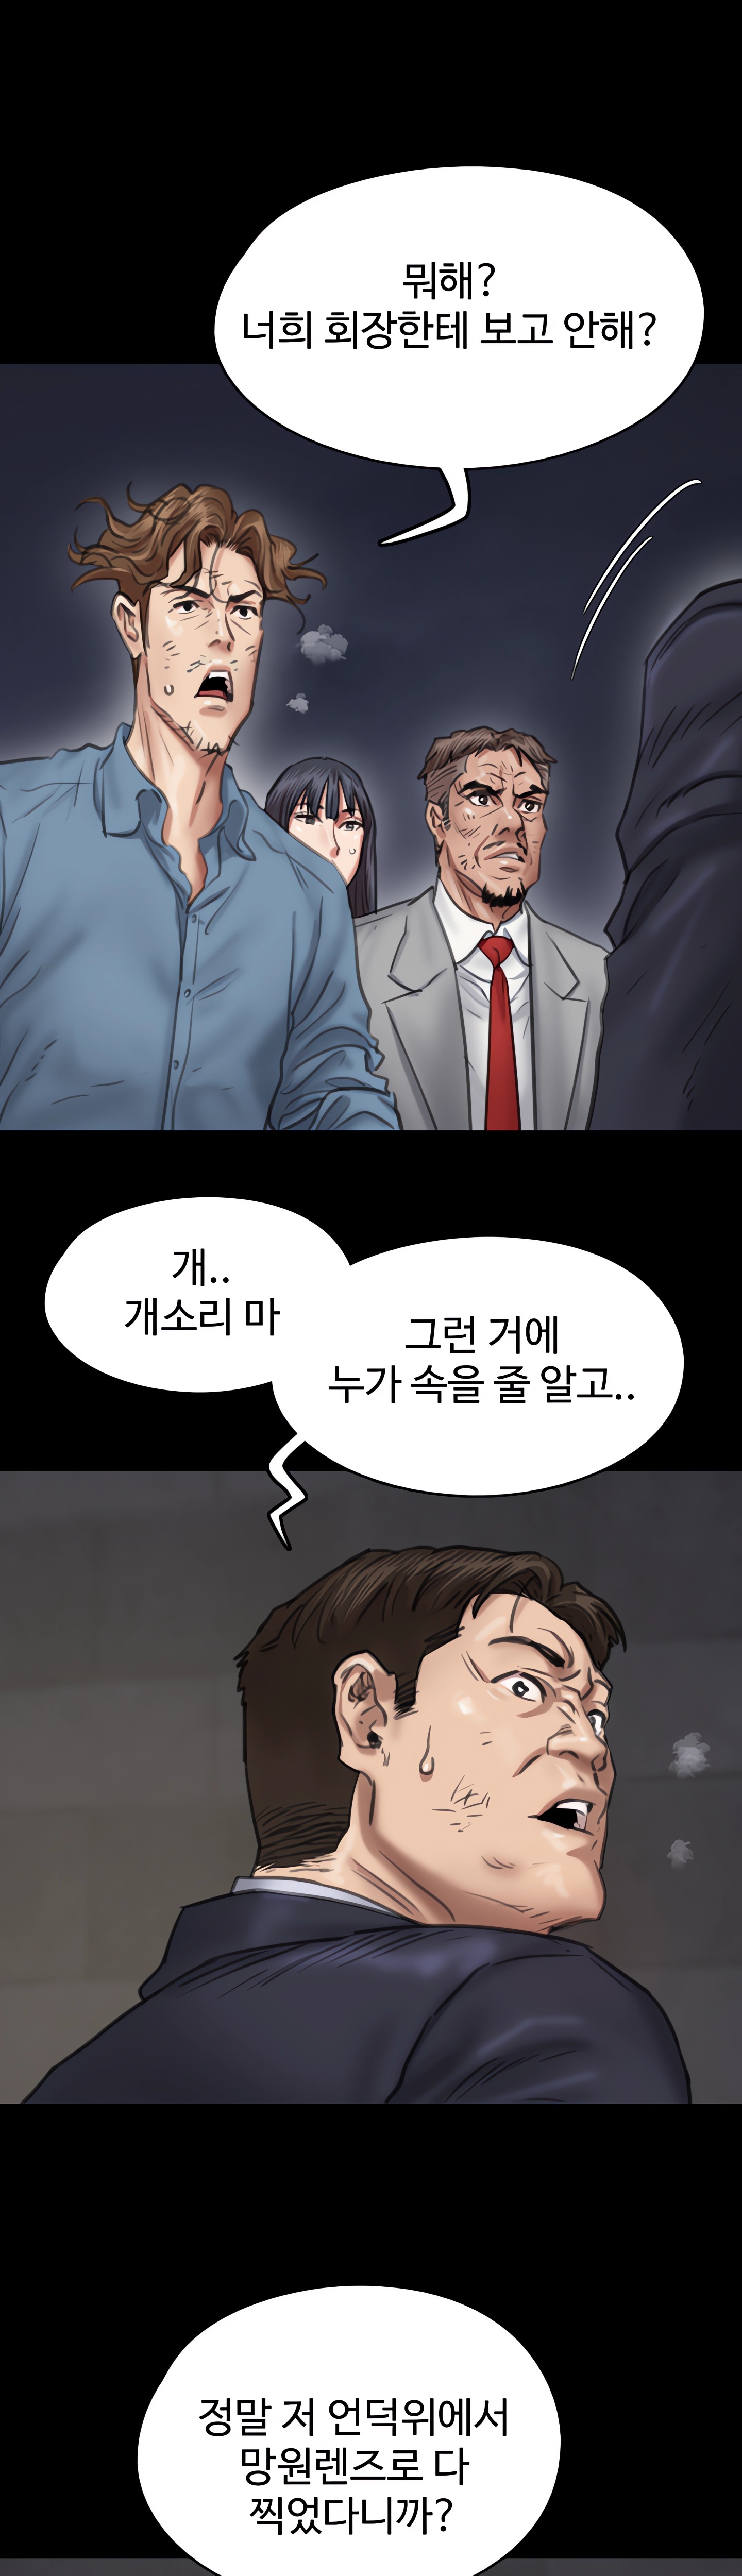 뭐해?
너희 회장한테 보고 안해?
개..
개소리 마
그런 거에
누가 속을 줄 알고..
정말 저 언덕위에서
망원렌즈로 다
찍었다니까?